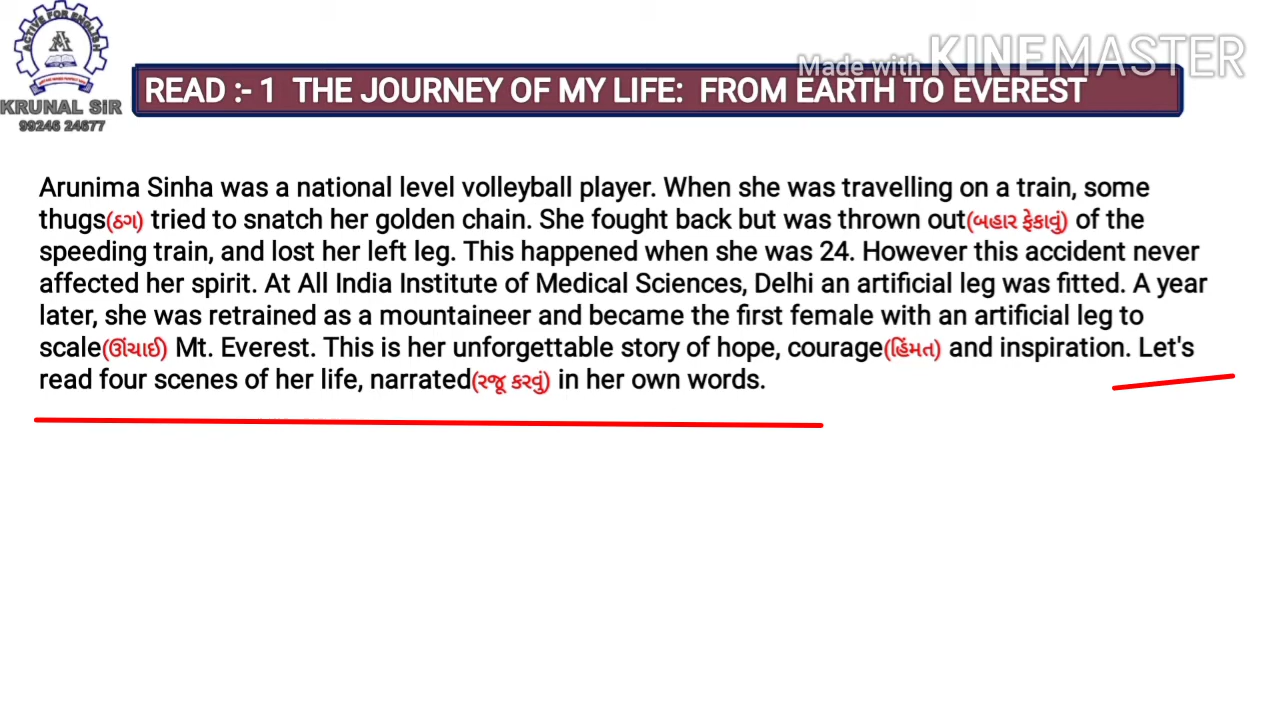 ACTIVE FOR ENGLISH
KRUNAL SIR
99246 24677
Made with KINEMASTER
READ :- 1 THE JOURNEY OF MY LIFE: FROM EARTH TO EVEREST
Arunima Sinha was a national level volleyball player. When she was travelling on a train, some
thugs(ઠગ) tried to snatch her golden chain. She fought back but was thrown out(બહાર ફેકાવું) of the
speeding train, and lost her left leg. This happened when she was 24. However this accident never
affected her spirit. At All India Institute of Medical Sciences, Delhi an artificial leg was fitted. A year
later, she was retrained as a mountaineer and became the first female with an artificial leg to
scale(ઊંચાઈ) Mt. Everest. This is her unforgettable story of hope, courage(હિંમત) and inspiration. Let's
read four scenes of her life, narrated(રજૂ કરવું) in her own words.